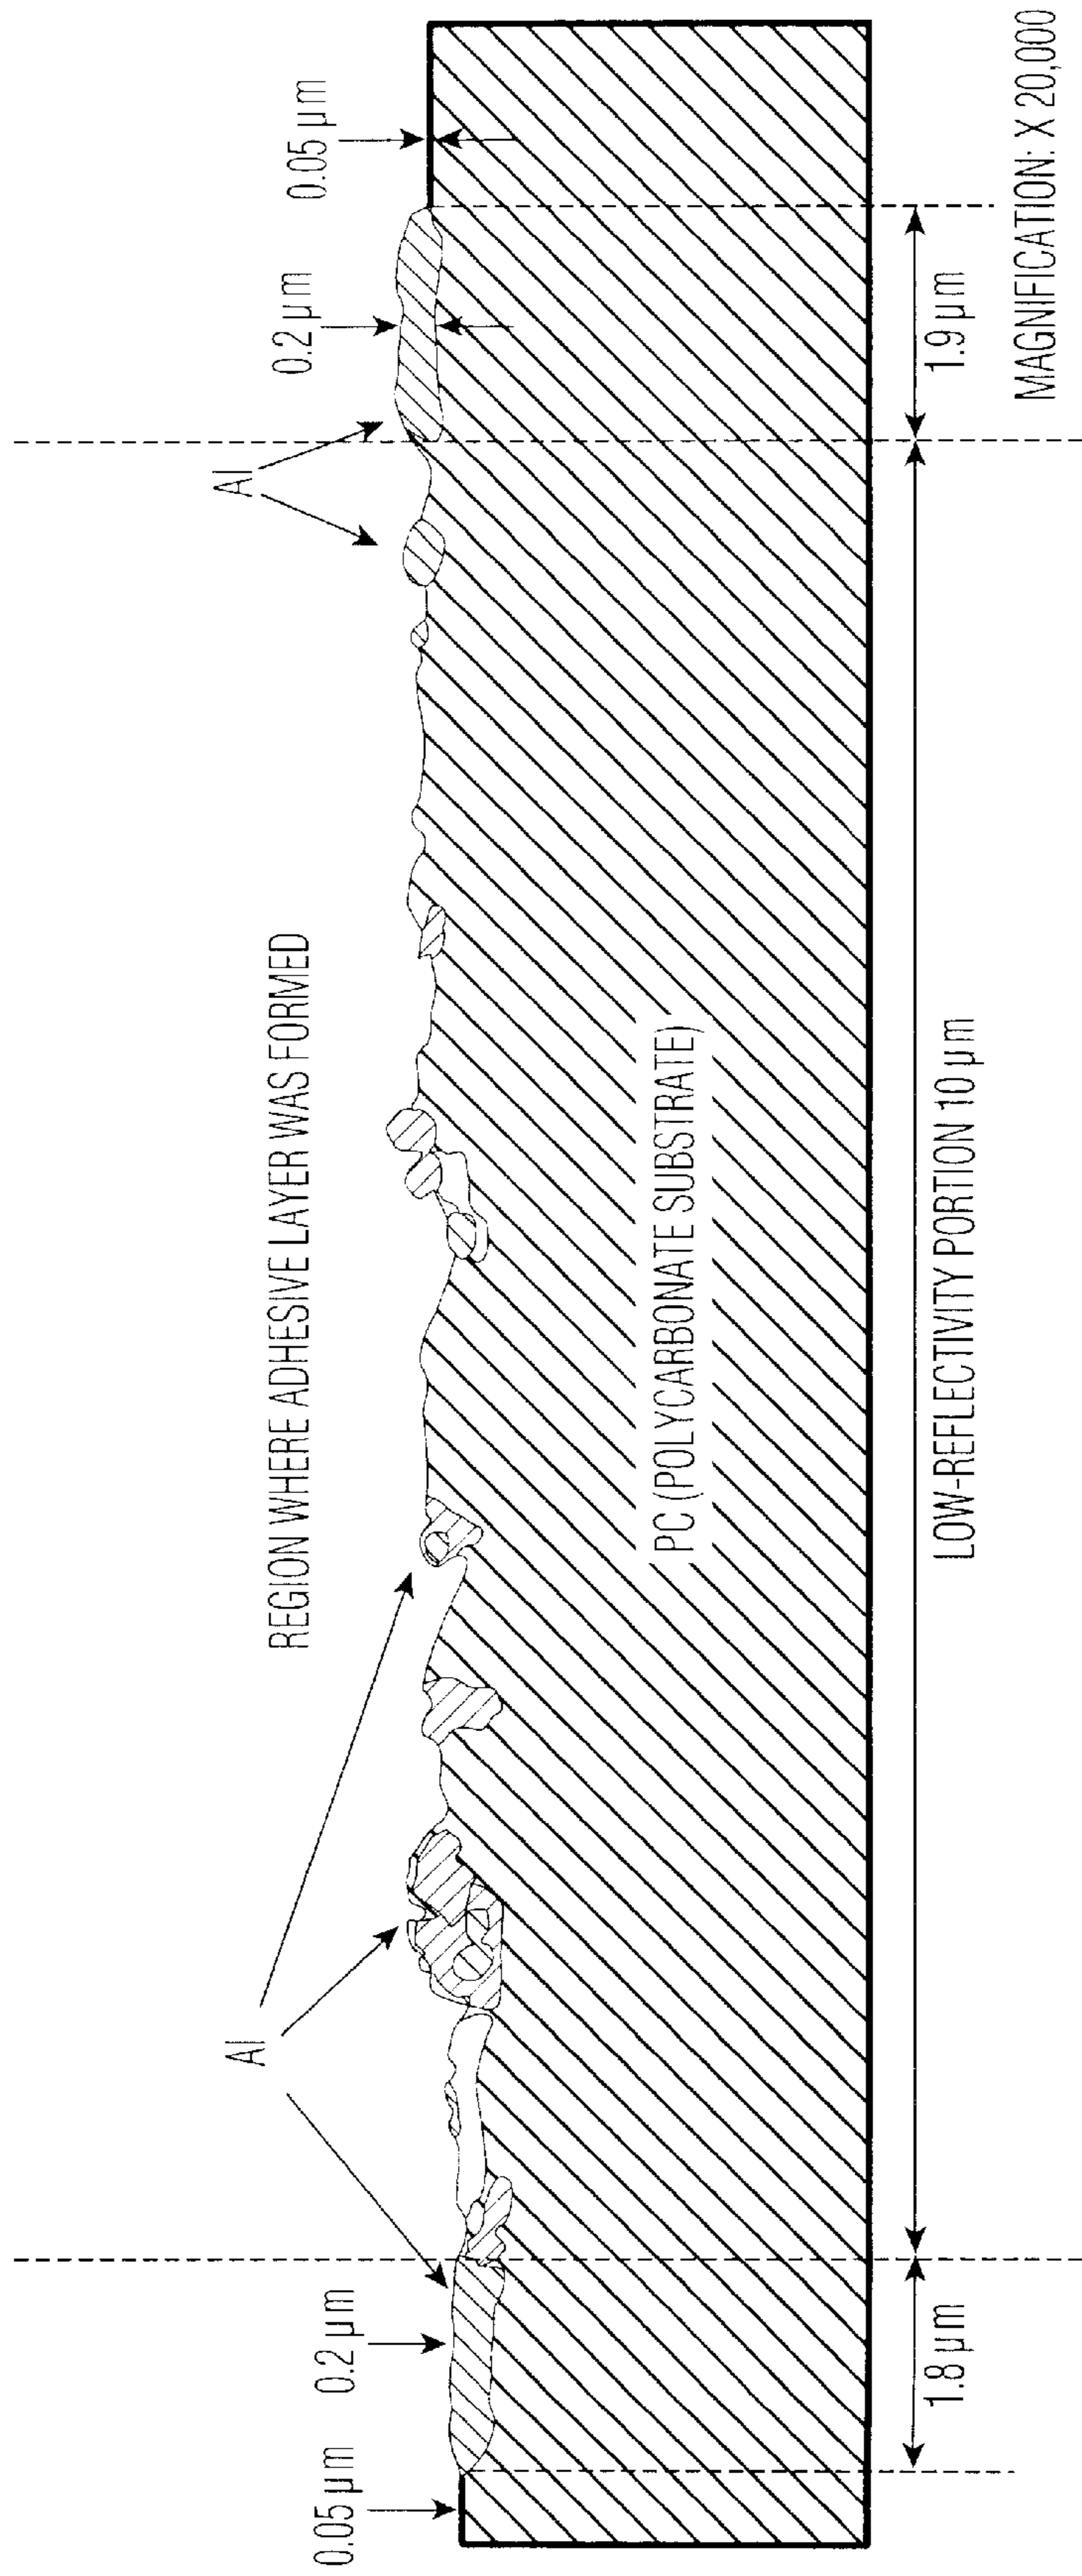 Al
Al
REGION WHERE ADHESIVE LAYER WAS FORMED
0.05 µm
0.2 µm
0.2 µm
0.05 µm
PC (POLYCARBONATE SUBSTRATE)
1.8 µm
LOW-REFLECTIVITY PORTION 10 µm
1.9 µm
MAGNIFICATION: X 20,000